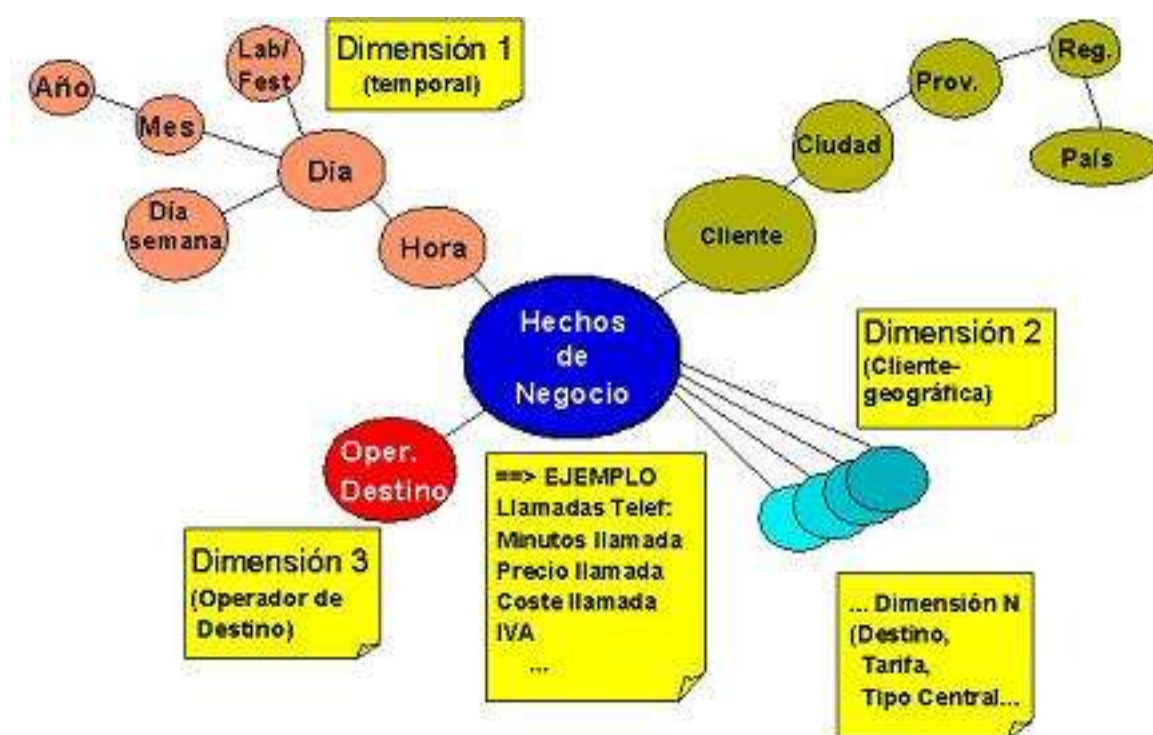 Dimensión 1
(temporal)
Lab/
Fest
Año
Mes
Día
Día
semana
Hora
Reg.
Prov.
Ciudad
País
Cliente
Hechos
de
Negocio
Dimensión 2
(Cliente-
geográfica)
Oper.
Destino
==> EJEMPLO
Llamadas Telef:
Minutos llamada
Precio llamada
Coste llamada
IVA
...
Dimensión 3
(Operador de
Destino)
... Dimensión N
(Destino,
Tarifa,
Tipo Central...